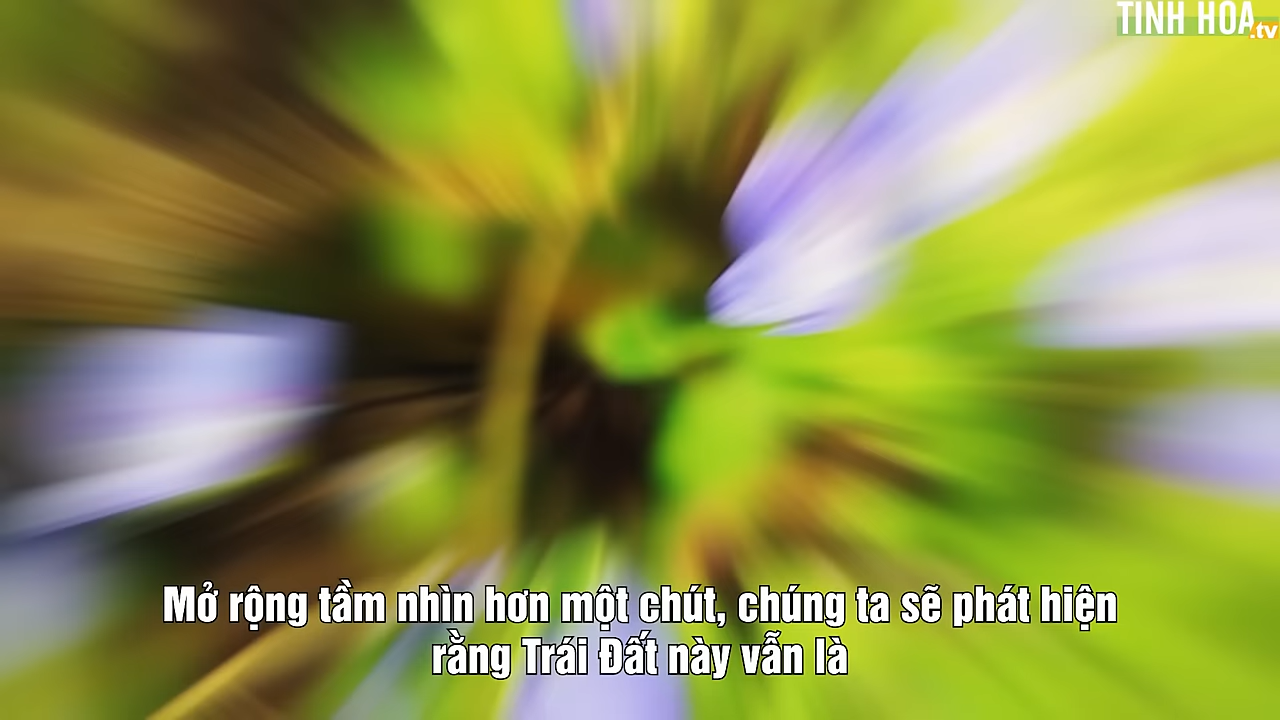 TINH HOA
.tv
Mở rộng tầm nhìn hơn một chút, chúng ta sẽ phát hiện
rằng Trái Đất này vẫn là